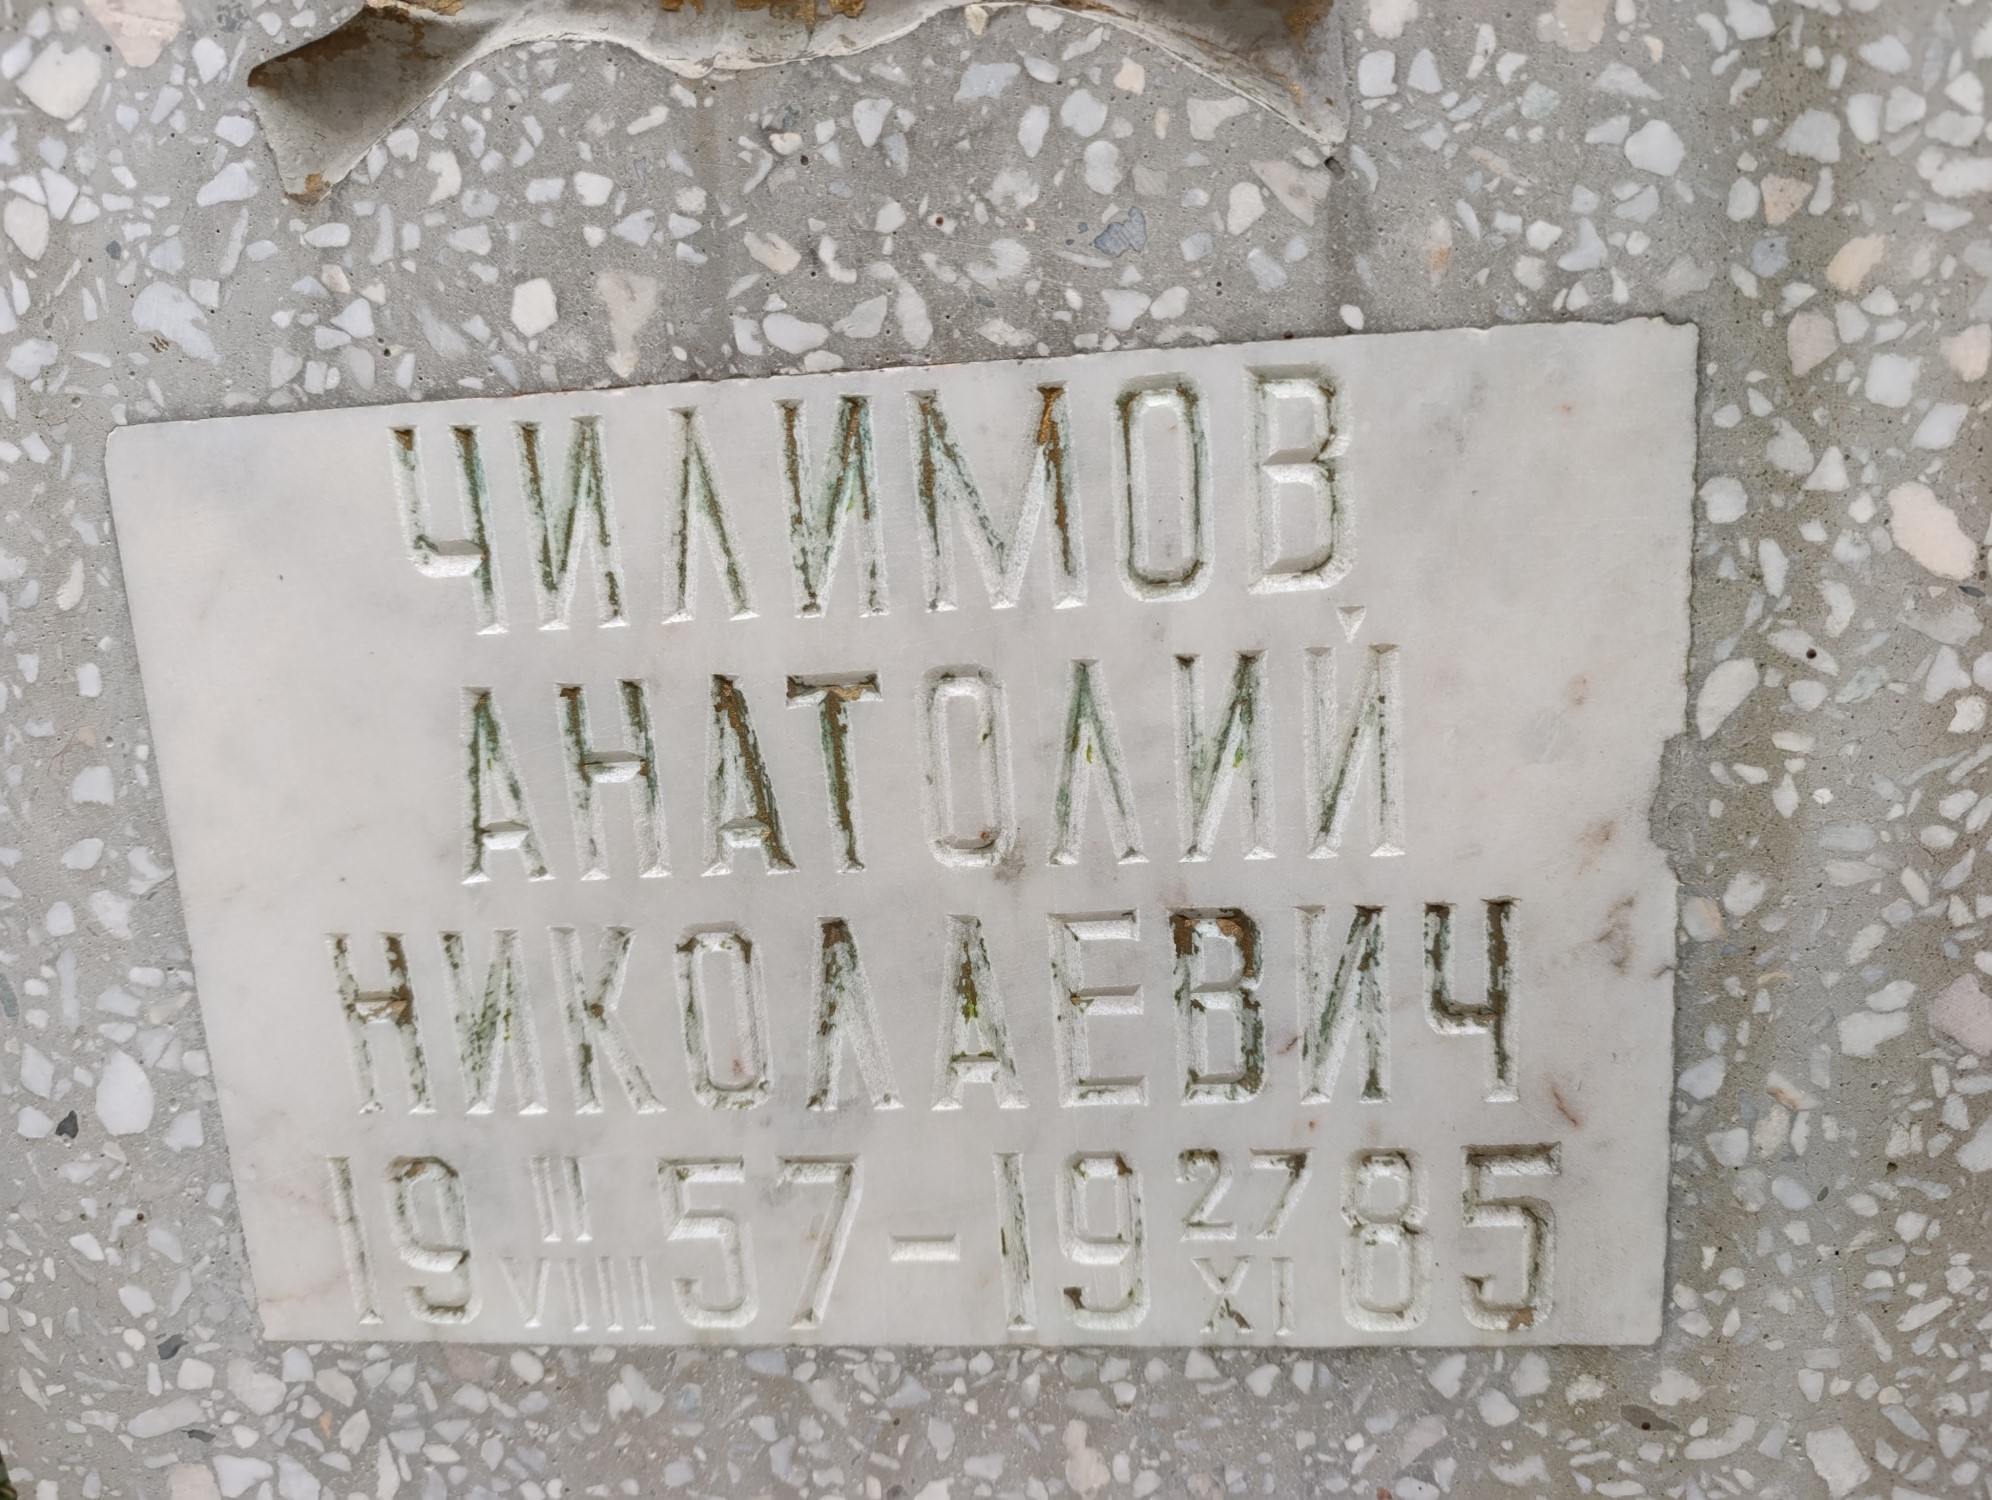 ЧИЛИМОВ
АНАТОЛИЙ
НИКОЛАЕВИЧ
19 II VIII 57 - 19 27 XI 85